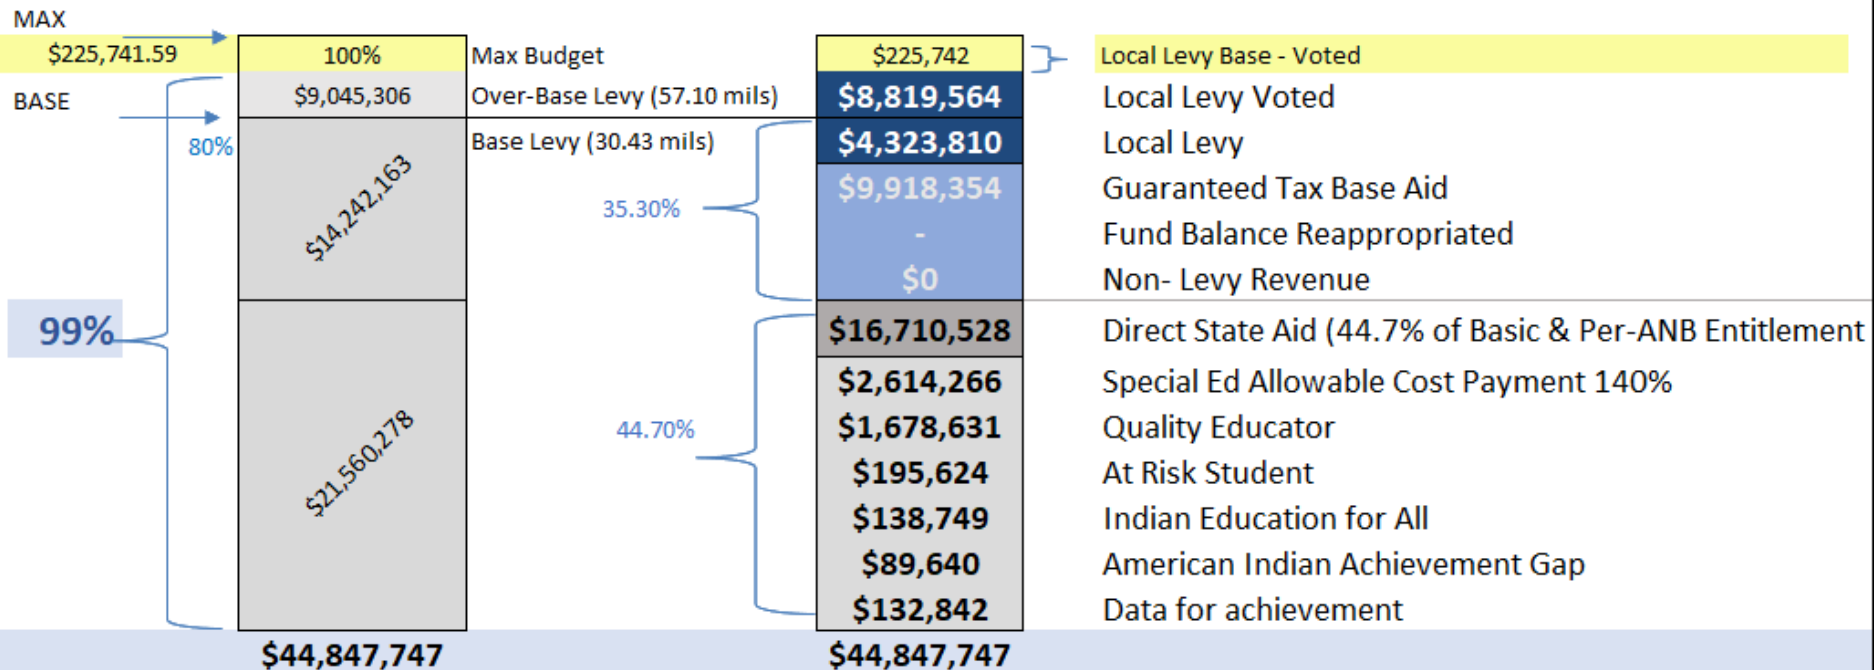 MAX
$225,741.59 100% Max Budget $225,742 Local Levy Base - Voted
BASE $9,045,306 Over-Base Levy (57.10 mils) $8,819,564 Local Levy Voted
80% Base Levy (30.43 mils) $4,323,810 Local Levy
$14,242,163 35.30% $9,918,354 Guaranteed Tax Base Aid
- Fund Balance Reappropriated
$0 Non- Levy Revenue
99% $16,710,528 Direct State Aid (44.7% of Basic & Per-ANB Entitlement
$2,614,266 Special Ed Allowable Cost Payment 140%
$21,560,278 44.70% $1,678,631 Quality Educator
$195,624 At Risk Student
$138,749 Indian Education for All
$89,640 American Indian Achievement Gap
$132,842 Data for achievement
$44,847,747 $44,847,747